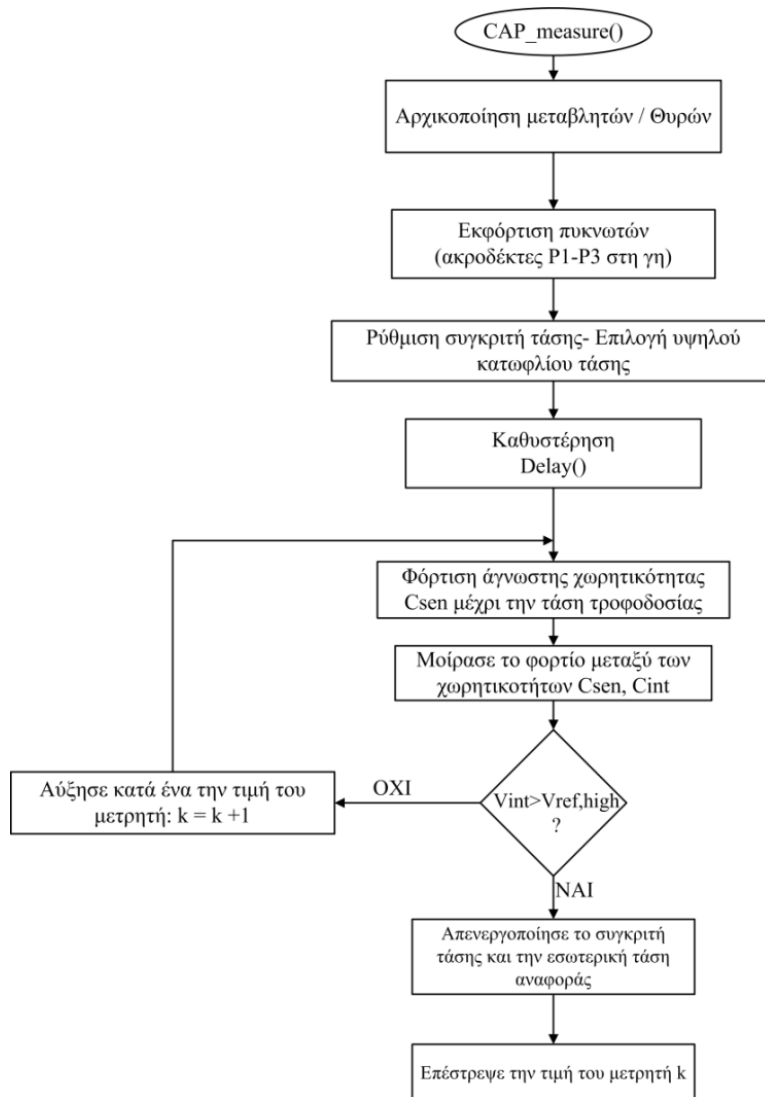 CAP_measure()
Αρχικοποίηση μεταβλητών / Θυρών
Εκφόρτιση πυκνωτών
(ακροδέκτες P1-P3 στη γη)
Ρύθμιση συγκριτή τάσης- Επιλογή υψηλού
κατωφλίου τάσης
Καθυστέρηση
Delay()
Φόρτιση άγνωστης χωρητικότητας
Csen μέχρι την τάση τροφοδοσίας
Μοίρασε το φορτίο μεταξύ των
χωρητικοτήτων Csen, Cint
Vint>Vref,high
?
ΟΧΙ
Αύξησε κατά ένα την τιμή του
μετρητή: k = k +1
ΝΑΙ
Απενεργοποίησε το συγκριτή
τάσης και την εσωτερική τάση
αναφοράς
Επέστρεψε την τιμή του μετρητή k